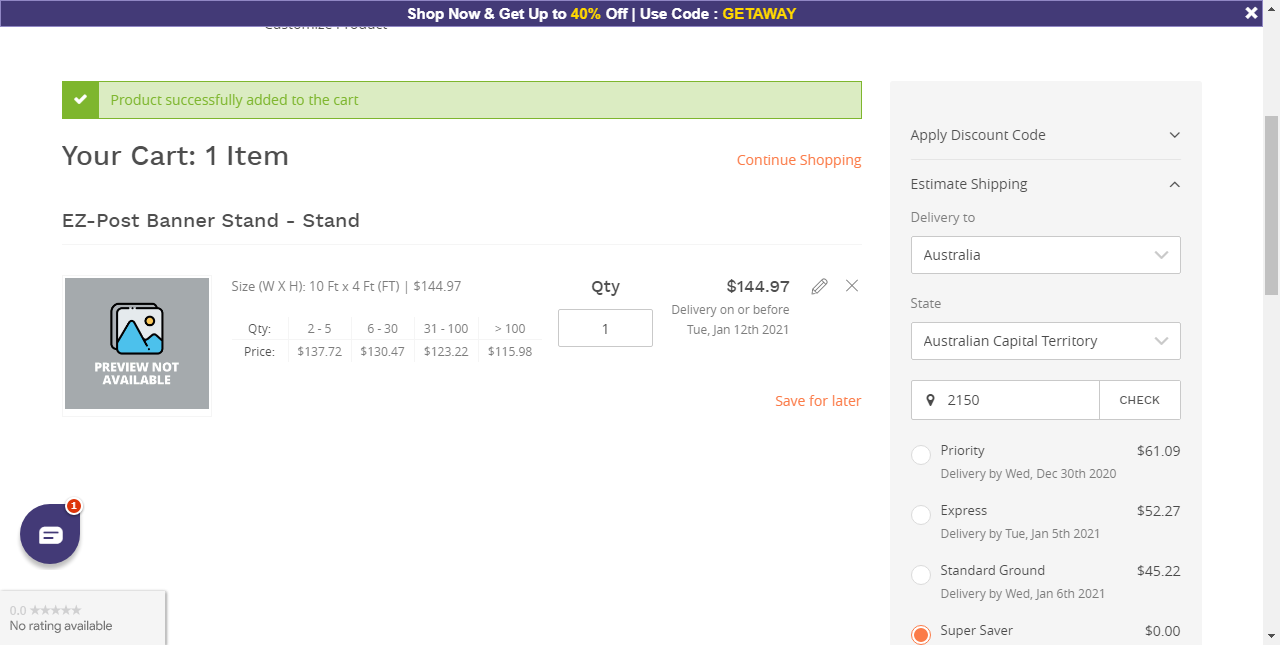 Shop Now & Get Up to 40% Off | Use Code : GETAWAY
Customize Product
Product successfully added to the cart
Your Cart: 1 Item
Continue Shopping
EZ-Post Banner Stand - Stand
PREVIEW NOT
AVAILABLE
Size (W X H): 10 Ft x 4 Ft (FT) | $144.97
Qty: 2 - 5 6 - 30 31 - 100 > 100
Price: $137.72 $130.47 $123.22 $115.98
Qty
1
$144.97
Delivery on or before
Tue, Jan 12th 2021
Save for later
Apply Discount Code
Estimate Shipping
Delivery to
Australia
State
Australian Capital Territory
2150 CHECK
Priority $61.09
Delivery by Wed, Dec 30th 2020
Express $52.27
Delivery by Tue, Jan 5th 2021
Standard Ground $45.22
Delivery by Wed, Jan 6th 2021
Super Saver $0.00
1
0.0
No rating available